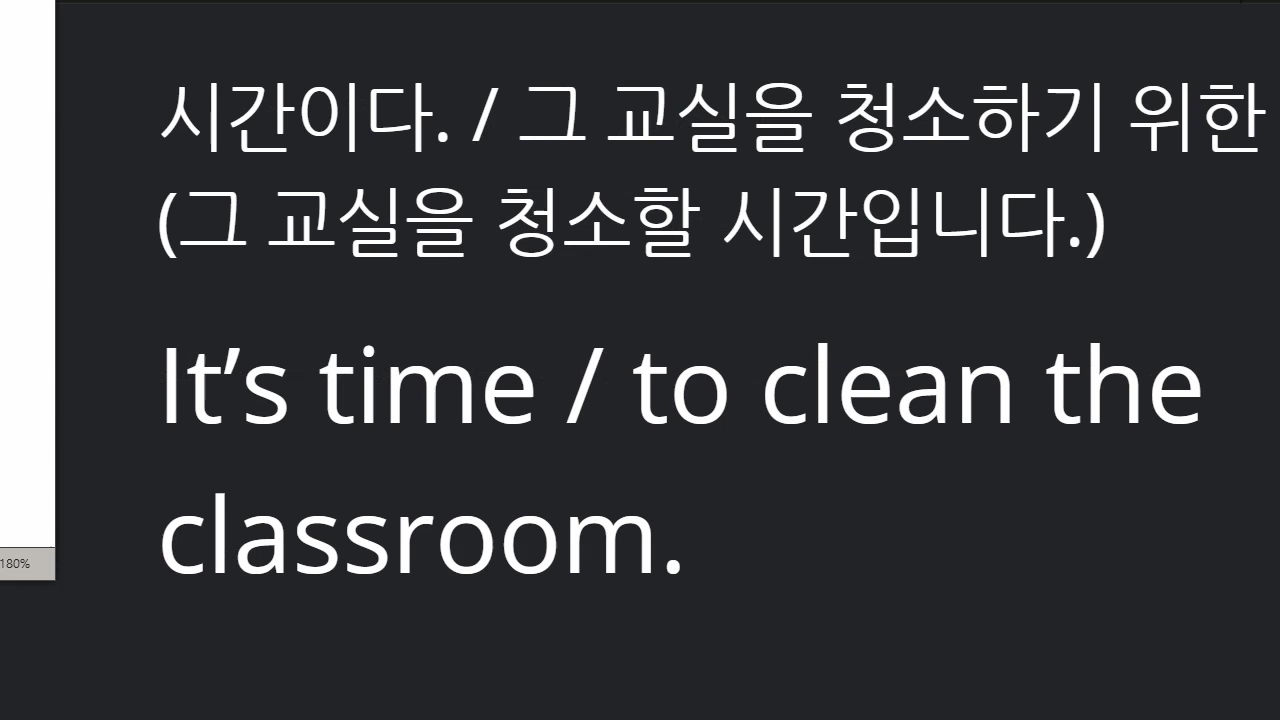 시간이다. / 그 교실을 청소하기 위한
(그 교실을 청소할 시간입니다.)
It’s time / to clean the
classroom.
180%